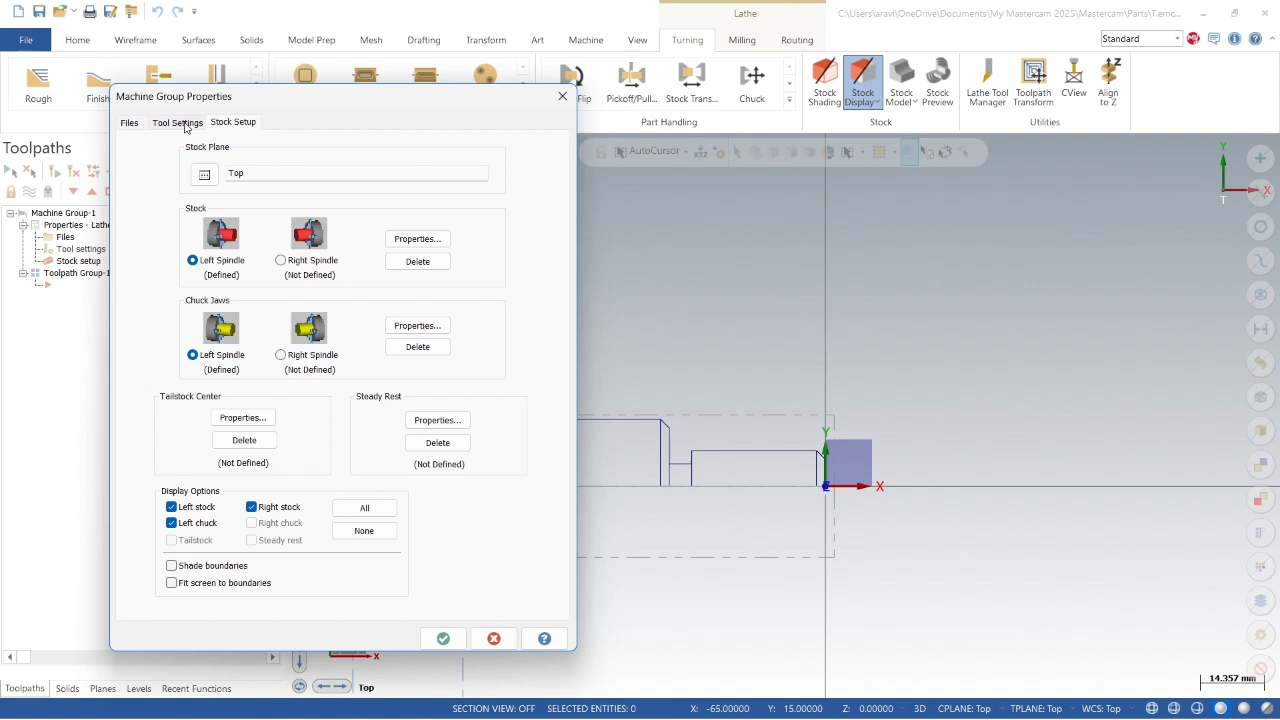 Lathe
C:\Users\aravi\OneDrive\Documents\My Mastercam 2025\Mastercam\Parts\T.emc...
File Home Wireframe Surfaces Solids Model Prep Mesh Drafting Transform Art Machine View Turning Milling Routing
Standard
Rough
Finish
Flip
Pickoff/Pull...
Stock Trans...
Chuck
Part Handling
Stock Shading
Stock Display
Stock Model
Stock Preview
Stock
Lathe Tool Manager
Toolpath Transform
CView
Align to Z
Utilities
Toolpaths
Machine Group-1
Properties - Lathe
Files
Tool settings
Stock setup
Toolpath Group-1
Machine Group Properties
Files Tool Settings Stock Setup
Stock Plane
Top
Stock
Left Spindle
(Defined)
Right Spindle
(Not Defined)
Properties...
Delete
Chuck Jaws
Left Spindle
(Defined)
Right Spindle
(Not Defined)
Properties...
Delete
Tailstock Center
Properties...
Delete
(Not Defined)
Steady Rest
Properties...
Delete
(Not Defined)
Display Options
Left stock
Right stock
All
Left chuck
Right chuck
None
Tailstock
Steady rest
Shade boundaries
Fit screen to boundaries
AutoCursor
XYZ
Y
X
T
Y
X
Z
X
Top
14.357 mm
Toolpaths Solids Planes Levels Recent Functions
SECTION VIEW: OFF SELECTED ENTITIES: 0 X: -65.00000 Y: 15.00000 Z: 0.00000 3D CPLANE: Top TPLANE: Top WCS: Top